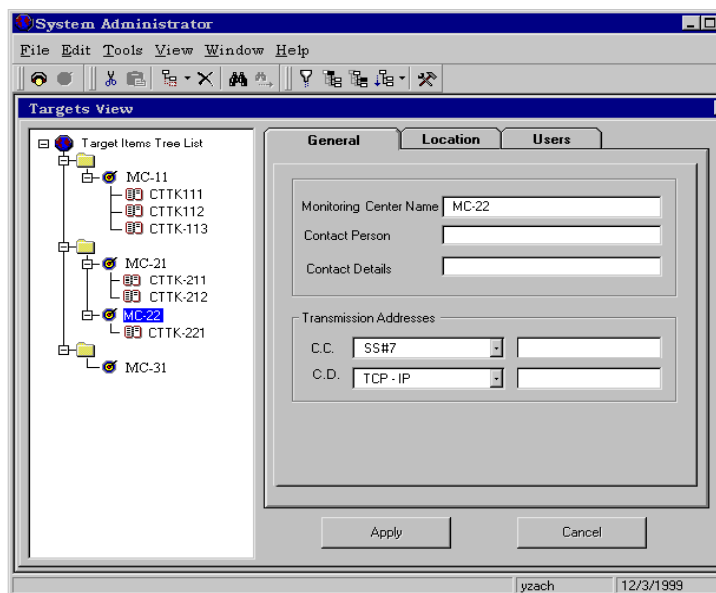 System Administrator
File Edit Tools View Window Help
Targets View
Target Items Tree List
MC-11
CTTK111
CTTK112
CTTK-113
MC-21
CTTK-211
CTTK-212
MC-22
CTTK-221
MC-31
General Location Users
Monitoring Center Name MC-22
Contact Person
Contact Details
Transmission Addresses
C.C. SS#7
C.D. TCP - IP
Apply Cancel
yzach 12/3/1999